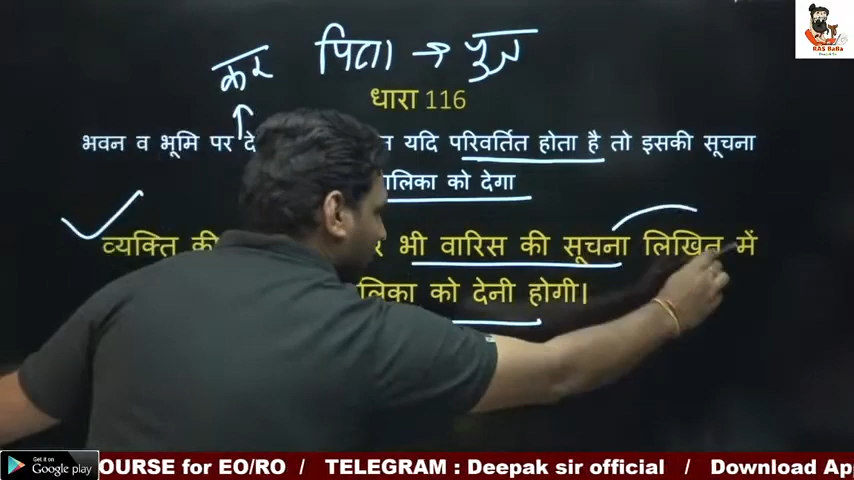 कर पिता → पुत्र
धारा 116
भवन व भूमि पर यदि परिवर्तित होता है तो इसकी सूचना
को देगा
व्यक्ति की भी वारिस की सूचना लिखित में
को देनी होगी।
RAS BaBa
Get it on
Google play
OURSE for EO/RO / TELEGRAM : Deepak sir official / Download Ap